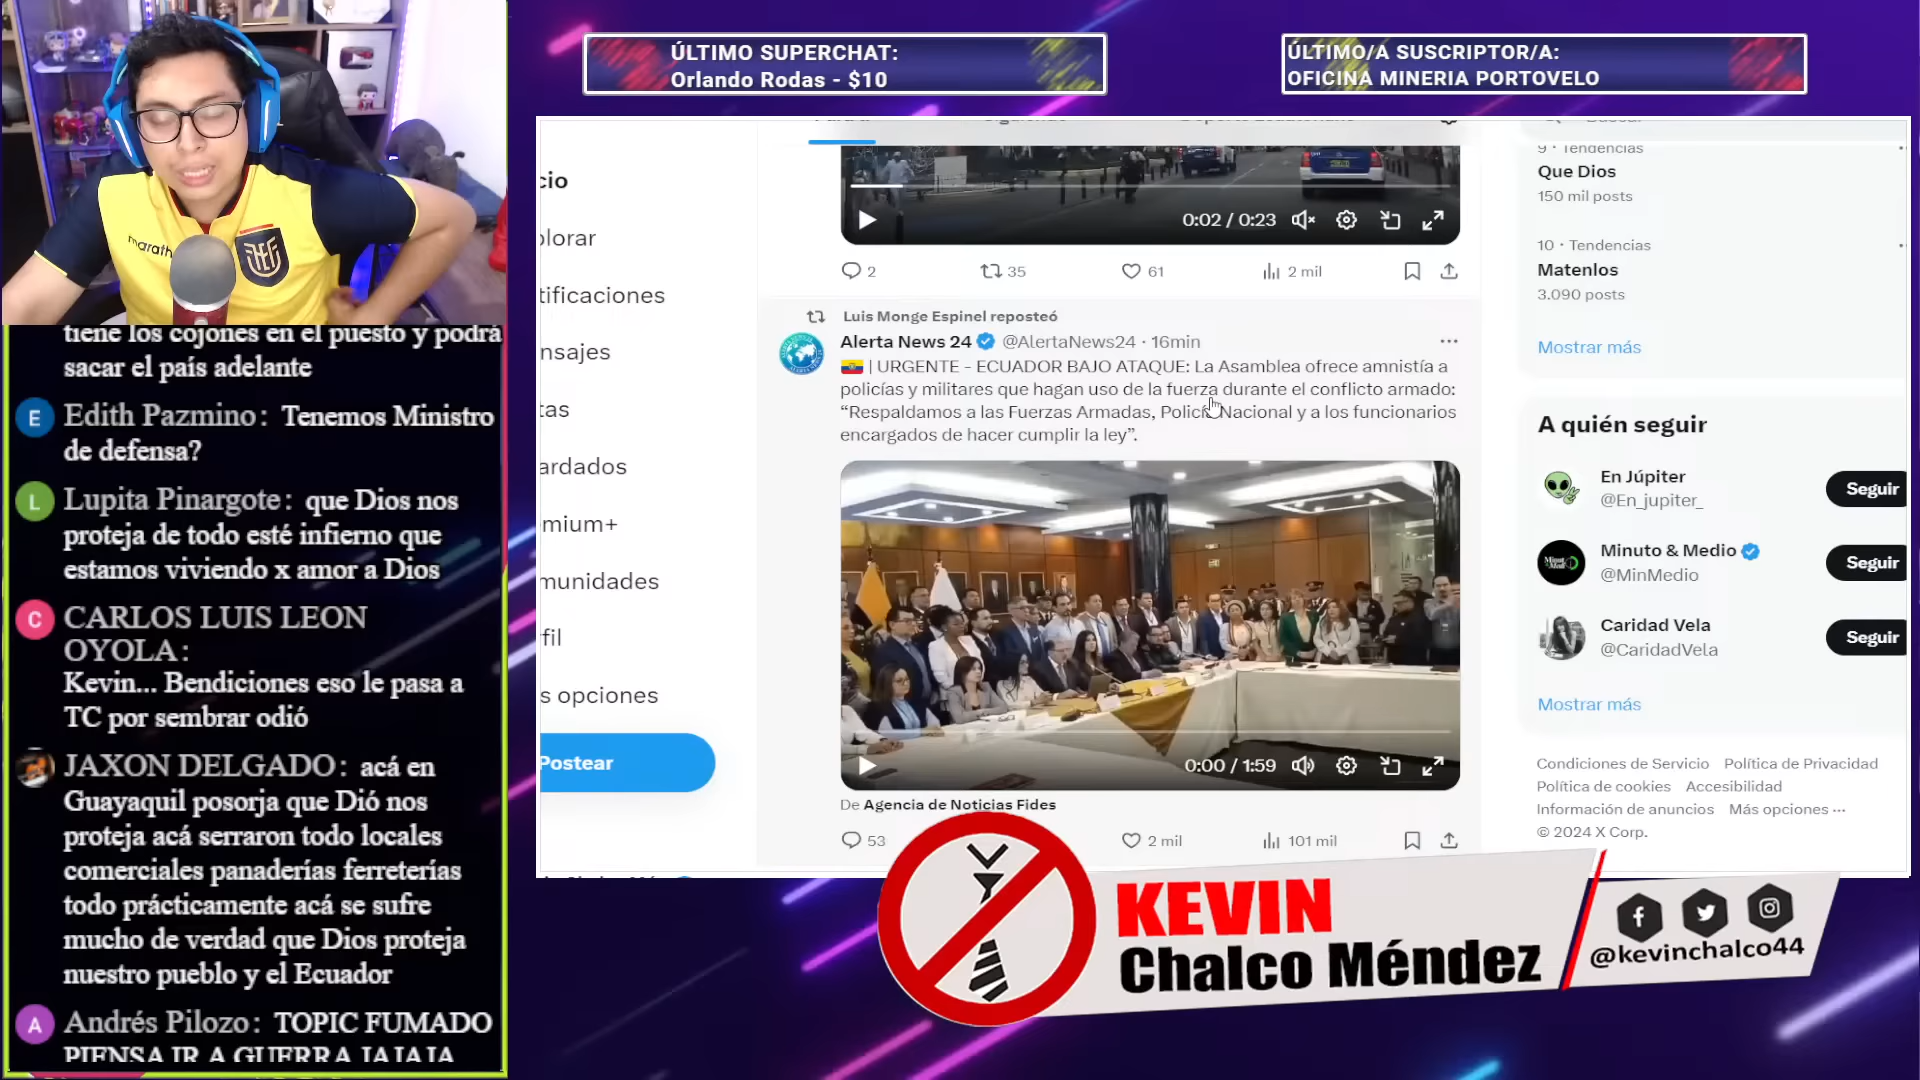 ÚLTIMO SUPERCHAT:
Orlando Rodas - $10
ÚLTIMO/A SUSCRIPTOR/A:
OFICINA MINERIA PORTOVELO
marath
tiene los cojones en el puesto y podrá
sacar el país adelante
E
Edith Pazmino: Tenemos Ministro
de defensa?
L
Lupita Pinargote: que Dios nos
proteja de todo esté infierno que
estamos viviendo x amor a Dios
C
CARLOS LUIS LEON
OYOLA:
Kevin... Bendiciones eso le pasa a
TC por sembrar odió
JAXON DELGADO: acá en
Guayaquil posorja que Dió nos
proteja acá serraron todo locales
comerciales panaderías ferreterías
todo prácticamente acá se sufre
mucho de verdad que Dios proteja
nuestro pueblo y el Ecuador
A
Andrés Pilozo: TOPIC FUMADO
PIENSA IR A GUERRA JAJAJA
cio
plorar
tificaciones
nsajes
tas
ardados
mium+
munidades
fil
s opciones
Postear
0:02 / 0:23
2
35
61
2 mil
Luis Monge Espinel reposteó
Alerta News 24 @AlertaNews24 · 16min
| URGENTE - ECUADOR BAJO ATAQUE: La Asamblea ofrece amnistía a
policías y militares que hagan uso de la fuerza durante el conflicto armado:
“Respaldamos a las Fuerzas Armadas, Policía Nacional y a los funcionarios
encargados de hacer cumplir la ley”.
0:00 / 1:59
De Agencia de Noticias Fides
53
2 mil
101 mil
9 · Tendencias
Que Dios
150 mil posts
10 · Tendencias
Matenlos
3.090 posts
Mostrar más
A quién seguir
En Júpiter
@En_jupiter_
Seguir
Minuto & Medio
@MinMedio
Seguir
Caridad Vela
@CaridadVela
Seguir
Mostrar más
Condiciones de Servicio Política de Privacidad
Política de cookies Accesibilidad
Información de anuncios Más opciones ···
© 2024 X Corp.
KEVIN
Chalco Méndez
@kevinchalco44